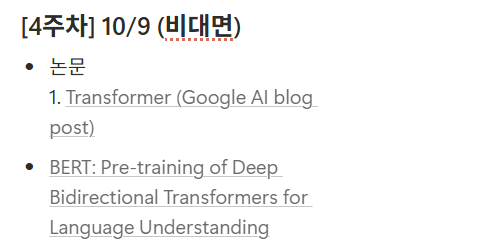 [4주차] 10/9 (비대면)
• 논문
1. Transformer (Google AI blog
post)
• BERT: Pre-training of Deep
Bidirectional Transformers for
Language Understanding